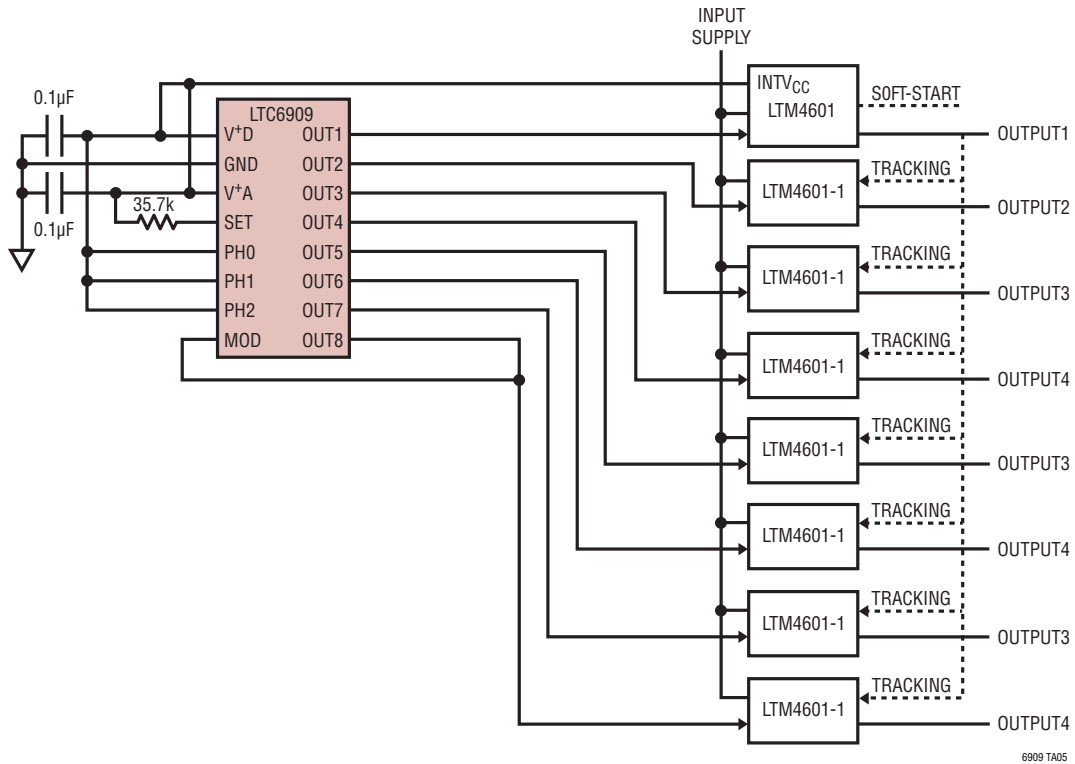 INPUT
SUPPLY
INTVCC
LTM4601
SOFT-START
OUTPUT1
0.1µF
LTC6909
V+D
OUT1
GND
OUT2
V+A
OUT3
35.7k
SET
OUT4
0.1µF
PH0
OUT5
PH1
OUT6
PH2
OUT7
MOD
OUT8
TRACKING
LTM4601-1
OUTPUT2
TRACKING
LTM4601-1
OUTPUT3
TRACKING
LTM4601-1
OUTPUT4
TRACKING
LTM4601-1
OUTPUT3
TRACKING
LTM4601-1
OUTPUT4
TRACKING
LTM4601-1
OUTPUT3
TRACKING
LTM4601-1
OUTPUT4
6909 TA05